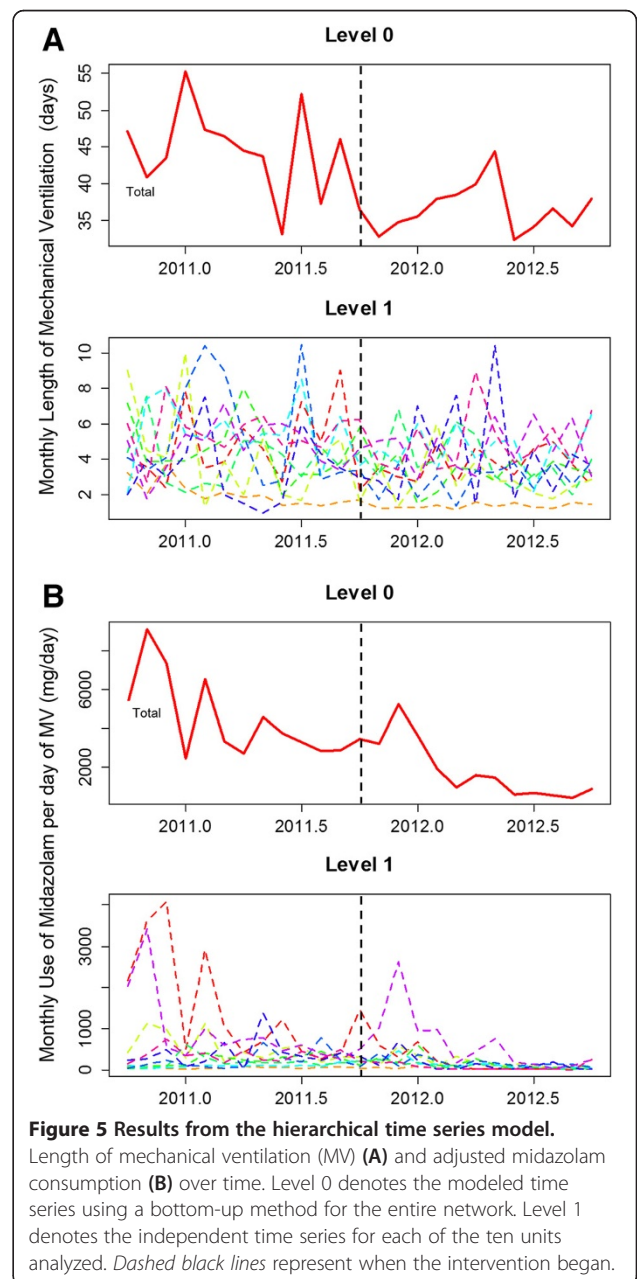 A
Level 0
Monthly Length of Mechanical Ventilation (days)
55
50
45
40
35
Total
2011.0 2011.5 2012.0 2012.5
Level 1
10
8
6
4
2
2011.0 2011.5 2012.0 2012.5
B
Level 0
Monthly Use of Midazolam per day of MV (mg/day)
6000
2000
Total
2011.0 2011.5 2012.0 2012.5
Level 1
3000
1000
0
2011.0 2011.5 2012.0 2012.5
Figure 5 Results from the hierarchical time series model.
Length of mechanical ventilation (MV) (A) and adjusted midazolam
consumption (B) over time. Level 0 denotes the modeled time
series using a bottom-up method for the entire network. Level 1
denotes the independent time series for each of the ten units
analyzed. Dashed black lines represent when the intervention began.